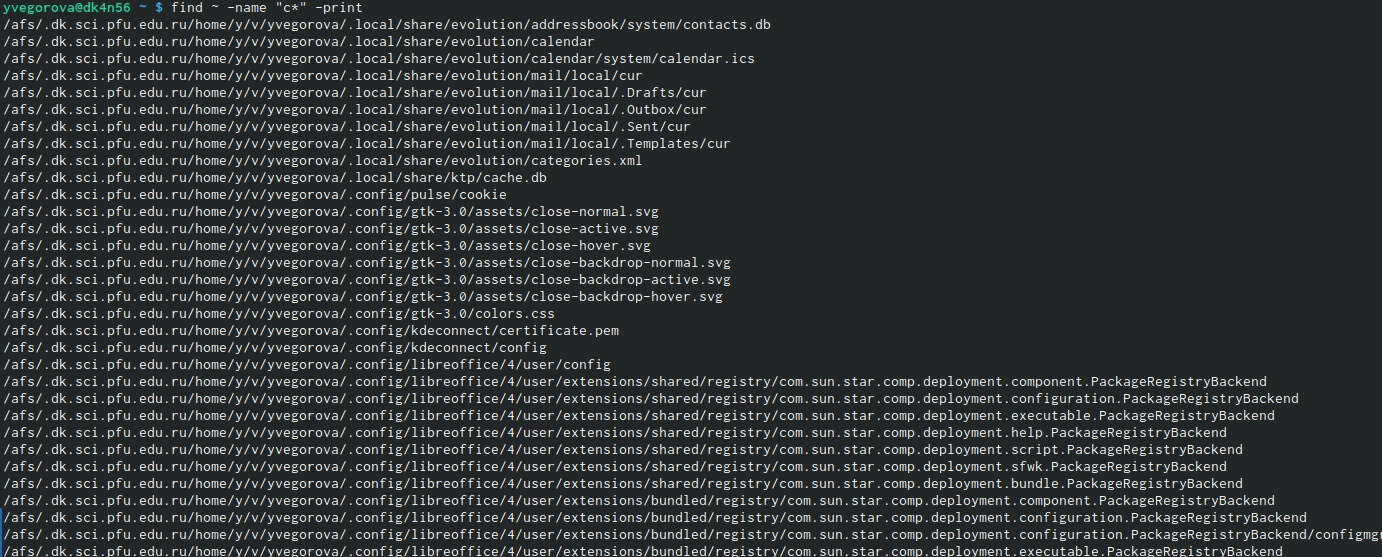 yvegorova@dk4n56 ~ $ find ~ -name "c*" -print
/afs/.dk.sci.pfu.edu.ru/home/y/v/yvegorova/.local/share/evolution/addressbook/system/contacts.db
/afs/.dk.sci.pfu.edu.ru/home/y/v/yvegorova/.local/share/evolution/calendar
/afs/.dk.sci.pfu.edu.ru/home/y/v/yvegorova/.local/share/evolution/calendar/system/calendar.ics
/afs/.dk.sci.pfu.edu.ru/home/y/v/yvegorova/.local/share/evolution/mail/local/cur
/afs/.dk.sci.pfu.edu.ru/home/y/v/yvegorova/.local/share/evolution/mail/local/.Drafts/cur
/afs/.dk.sci.pfu.edu.ru/home/y/v/yvegorova/.local/share/evolution/mail/local/.Outbox/cur
/afs/.dk.sci.pfu.edu.ru/home/y/v/yvegorova/.local/share/evolution/mail/local/.Sent/cur
/afs/.dk.sci.pfu.edu.ru/home/y/v/yvegorova/.local/share/evolution/mail/local/.Templates/cur
/afs/.dk.sci.pfu.edu.ru/home/y/v/yvegorova/.local/share/evolution/categories.xml
/afs/.dk.sci.pfu.edu.ru/home/y/v/yvegorova/.local/share/ktp/cache.db
/afs/.dk.sci.pfu.edu.ru/home/y/v/yvegorova/.config/pulse/cookie
/afs/.dk.sci.pfu.edu.ru/home/y/v/yvegorova/.config/gtk-3.0/assets/close-normal.svg
/afs/.dk.sci.pfu.edu.ru/home/y/v/yvegorova/.config/gtk-3.0/assets/close-active.svg
/afs/.dk.sci.pfu.edu.ru/home/y/v/yvegorova/.config/gtk-3.0/assets/close-hover.svg
/afs/.dk.sci.pfu.edu.ru/home/y/v/yvegorova/.config/gtk-3.0/assets/close-backdrop-normal.svg
/afs/.dk.sci.pfu.edu.ru/home/y/v/yvegorova/.config/gtk-3.0/assets/close-backdrop-active.svg
/afs/.dk.sci.pfu.edu.ru/home/y/v/yvegorova/.config/gtk-3.0/assets/close-backdrop-hover.svg
/afs/.dk.sci.pfu.edu.ru/home/y/v/yvegorova/.config/gtk-3.0/colors.css
/afs/.dk.sci.pfu.edu.ru/home/y/v/yvegorova/.config/kdeconnect/certificate.pem
/afs/.dk.sci.pfu.edu.ru/home/y/v/yvegorova/.config/kdeconnect/config
/afs/.dk.sci.pfu.edu.ru/home/y/v/yvegorova/.config/libreoffice/4/user/config
/afs/.dk.sci.pfu.edu.ru/home/y/v/yvegorova/.config/libreoffice/4/user/extensions/shared/registry/com.sun.star.comp.deployment.component.PackageRegistryBackend
/afs/.dk.sci.pfu.edu.ru/home/y/v/yvegorova/.config/libreoffice/4/user/extensions/shared/registry/com.sun.star.comp.deployment.configuration.PackageRegistryBackend
/afs/.dk.sci.pfu.edu.ru/home/y/v/yvegorova/.config/libreoffice/4/user/extensions/shared/registry/com.sun.star.comp.deployment.executable.PackageRegistryBackend
/afs/.dk.sci.pfu.edu.ru/home/y/v/yvegorova/.config/libreoffice/4/user/extensions/shared/registry/com.sun.star.comp.deployment.help.PackageRegistryBackend
/afs/.dk.sci.pfu.edu.ru/home/y/v/yvegorova/.config/libreoffice/4/user/extensions/shared/registry/com.sun.star.comp.deployment.script.PackageRegistryBackend
/afs/.dk.sci.pfu.edu.ru/home/y/v/yvegorova/.config/libreoffice/4/user/extensions/shared/registry/com.sun.star.comp.deployment.sfwk.PackageRegistryBackend
/afs/.dk.sci.pfu.edu.ru/home/y/v/yvegorova/.config/libreoffice/4/user/extensions/shared/registry/com.sun.star.comp.deployment.bundle.PackageRegistryBackend
/afs/.dk.sci.pfu.edu.ru/home/y/v/yvegorova/.config/libreoffice/4/user/extensions/bundled/registry/com.sun.star.comp.deployment.component.PackageRegistryBackend
/afs/.dk.sci.pfu.edu.ru/home/y/v/yvegorova/.config/libreoffice/4/user/extensions/bundled/registry/com.sun.star.comp.deployment.configuration.PackageRegistryBackend
/afs/.dk.sci.pfu.edu.ru/home/y/v/yvegorova/.config/libreoffice/4/user/extensions/bundled/registry/com.sun.star.comp.deployment.configuration.PackageRegistryBackend/configmgr
/afs/.dk.sci.pfu.edu.ru/home/y/v/yvegorova/.config/libreoffice/4/user/extensions/bundled/registry/com.sun.star.comp.deployment.executable.PackageRegistryBackend